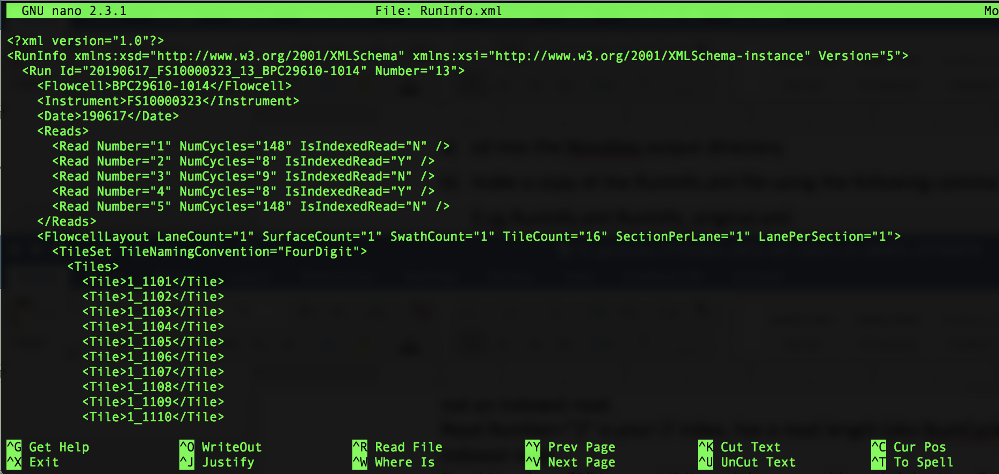 GNU nano 2.3.1 File: RunInfo.xml Mo
<?xml version="1.0"?>
<RunInfo xmlns:xsd="http://www.w3.org/2001/XMLSchema" xmlns:xsi="http://www.w3.org/2001/XMLSchema-instance" Version="5">
  <Run Id="20190617_FS10000323_13_BPC29610-1014" Number="13">
    <Flowcell>BPC29610-1014</Flowcell>
    <Instrument>FS10000323</Instrument>
    <Date>190617</Date>
    <Reads>
      <Read Number="1" NumCycles="148" IsIndexedRead="N" />
      <Read Number="2" NumCycles="8" IsIndexedRead="Y" />
      <Read Number="3" NumCycles="9" IsIndexedRead="N" />
      <Read Number="4" NumCycles="8" IsIndexedRead="Y" />
      <Read Number="5" NumCycles="148" IsIndexedRead="N" />
    </Reads>
    <FlowcellLayout LaneCount="1" SurfaceCount="1" SwathCount="1" TileCount="16" SectionPerLane="1" LanePerSection="1">
      <TileSet TileNamingConvention="FourDigit">
        <Tiles>
          <Tile>1_1101</Tile>
          <Tile>1_1102</Tile>
          <Tile>1_1103</Tile>
          <Tile>1_1104</Tile>
          <Tile>1_1105</Tile>
          <Tile>1_1106</Tile>
          <Tile>1_1107</Tile>
          <Tile>1_1108</Tile>
          <Tile>1_1109</Tile>
          <Tile>1_1110</Tile>
^G Get Help ^O WriteOut ^R Read File ^Y Prev Page ^K Cut Text ^C Cur Pos
^X Exit ^J Justify ^W Where Is ^V Next Page ^U UnCut Text ^T To Spell